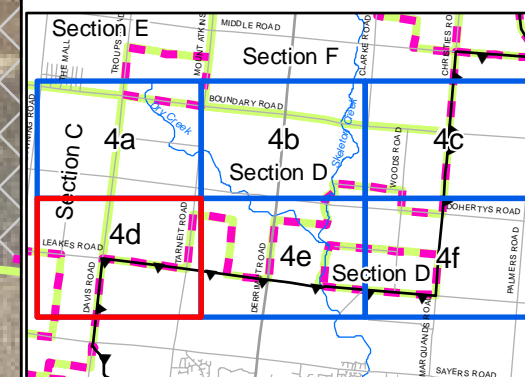 Section E
MIDDLE ROAD
THE MALL
TROUPS
MOUNT ATKINS
Section F
CLARKE ROAD
CHRISTIES RO
BOUNDARY ROAD
Dry Creek
Skeleton Creek
4a
4b
4c
Section C
Section D
WOODS ROAD
DOHERTYS ROAD
LEAKES ROAD
4d
TARNEIT ROAD
DAVIS ROAD
4e
DERRIMUT ROAD
Section D
4f
PALMERS ROAD
MARQUANDS ROAD
SAYERS ROAD